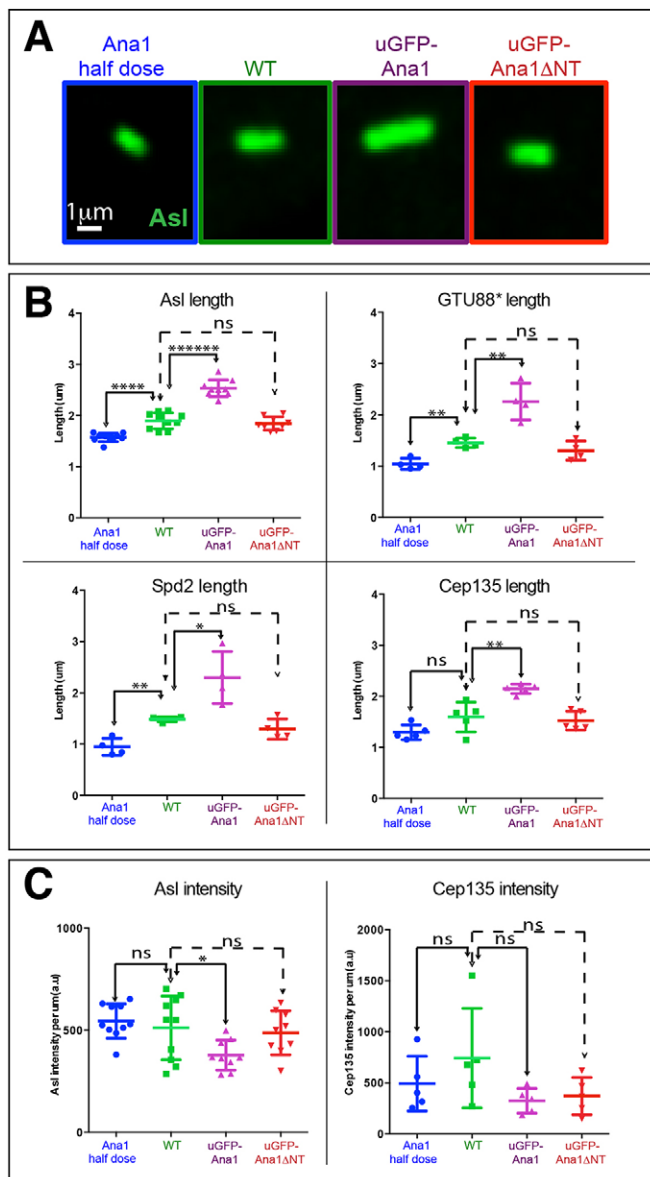 A
Ana1
half dose
WT
uGFP-
Ana1
uGFP-
Ana1ΔNT
1μm
Asl
B
Asl length
Length (um)
4
3
2
1
0
****
******
ns
Ana1
half dose
WT
uGFP-
Ana1
uGFP-
Ana1ΔNT
GTU88* length
Length (um)
4
3
2
1
0
**
**
ns
Ana1
half dose
WT
uGFP-
Ana1
uGFP-
Ana1ΔNT
Spd2 length
Length (um)
4
3
2
1
0
**
*
ns
Ana1
half dose
WT
uGFP-
Ana1
uGFP-
Ana1ΔNT
Cep135 length
Length (um)
4
3
2
1
0
ns
**
ns
Ana1
half dose
WT
uGFP-
Ana1
uGFP-
Ana1ΔNT
C
Asl intensity
Asl intensity per um(a.u)
1000
500
0
ns
*
ns
Ana1
half dose
WT
uGFP-
Ana1
uGFP-
Ana1ΔNT
Cep135 intensity
Cep135 intensity per um(a.u)
2000
1500
1000
500
0
ns
ns
ns
Ana1
half dose
WT
uGFP-
Ana1
uGFP-
Ana1ΔNT